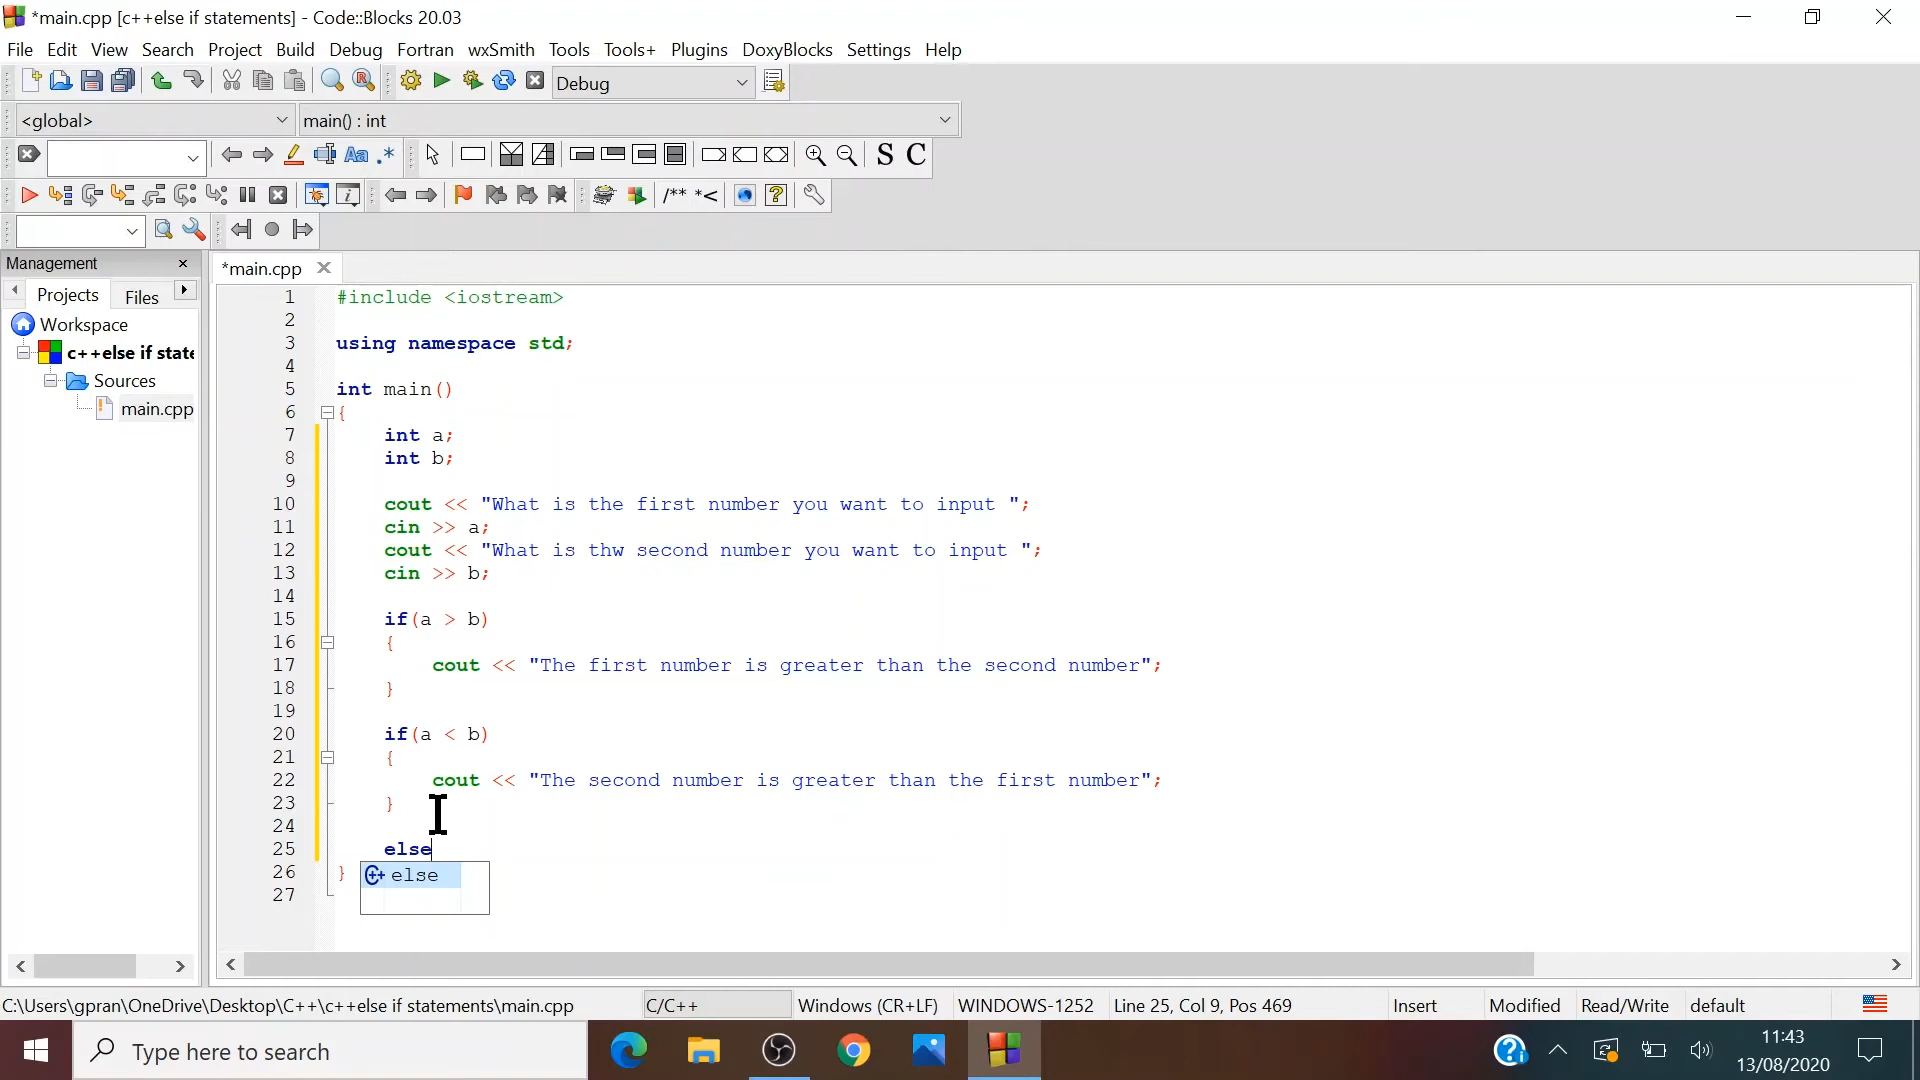 *main.cpp [c++else if statements] - Code::Blocks 20.03
File Edit View Search Project Build Debug Fortran wxSmith Tools Tools+ Plugins DoxyBlocks Settings Help
Debug
<global> main() : int
Aa .* S C
/** *<
Management
*main.cpp
Projects Files
Workspace
c++else if state
Sources
main.cpp
1 #include <iostream>
2
3 using namespace std;
4
5 int main()
6 {
7 int a;
8 int b;
9
10 cout << "What is the first number you want to input ";
11 cin >> a;
12 cout << "What is thw second number you want to input ";
13 cin >> b;
14
15 if(a > b)
16 {
17 cout << "The first number is greater than the second number";
18 }
19
20 if(a < b)
21 {
22 cout << "The second number is greater than the first number";
23 }
24
25 else
26 }
27
else
C:\Users\gpran\OneDrive\Desktop\C++\c++else if statements\main.cpp C/C++ Windows (CR+LF) WINDOWS-1252 Line 25, Col 9, Pos 469 Insert Modified Read/Write default
Type here to search
11:43
13/08/2020